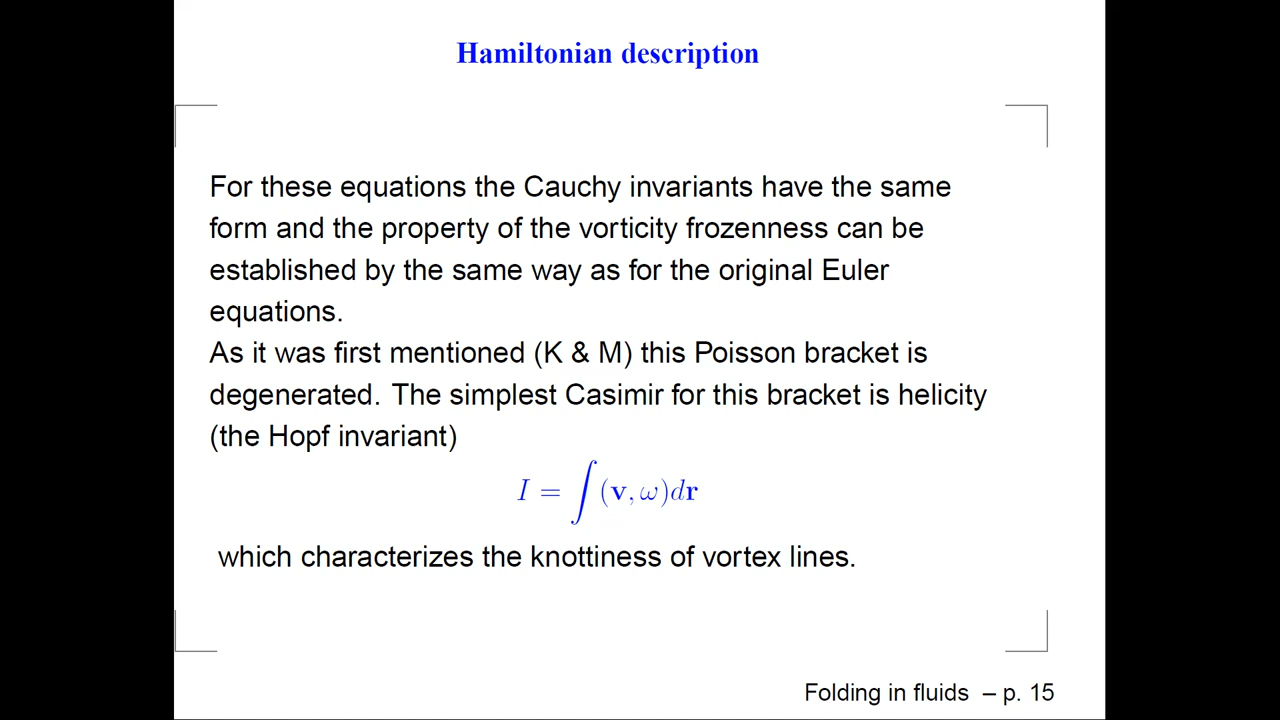 Hamiltonian description
For these equations the Cauchy invariants have the same
form and the property of the vorticity frozenness can be
established by the same way as for the original Euler
equations.
As it was first mentioned (K & M) this Poisson bracket is
degenerated. The simplest Casimir for this bracket is helicity
(the Hopf invariant)
I = ∫ (v, ω)dr
which characterizes the knottiness of vortex lines.
Folding in fluids – p. 15